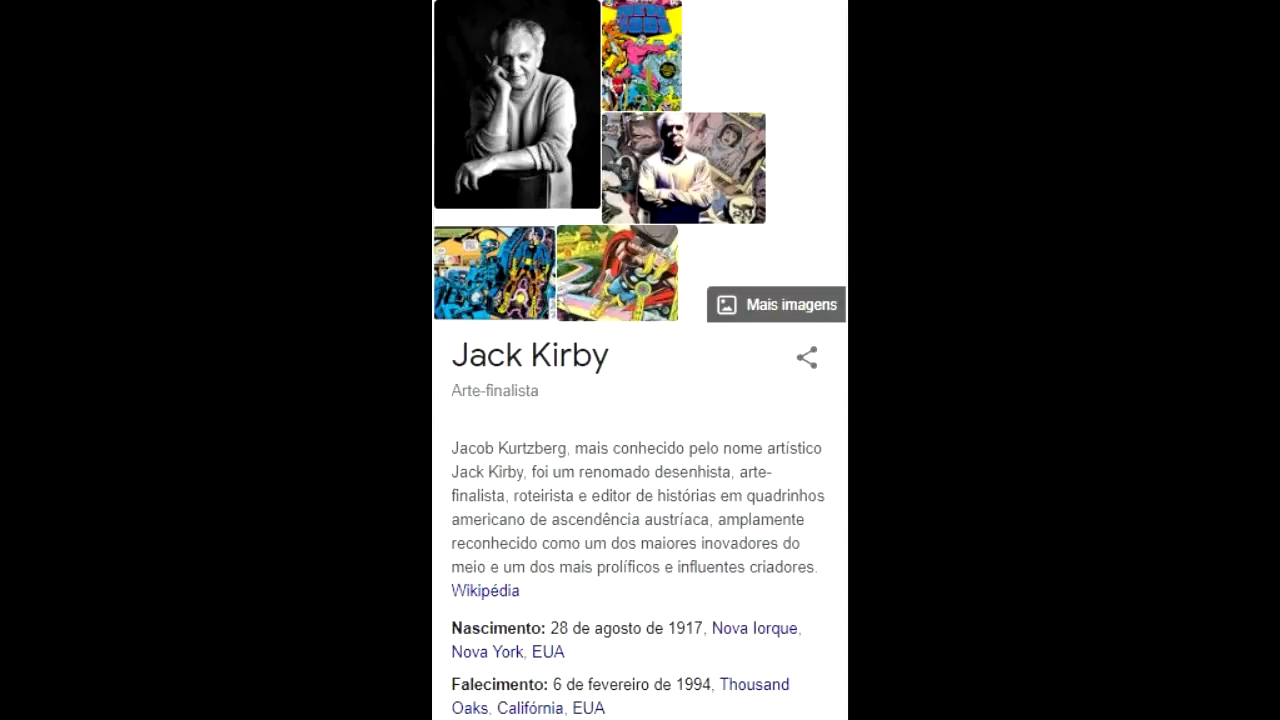 NEW
GODS
Mais imagens
Jack Kirby
Arte-finalista
Jacob Kurtzberg, mais conhecido pelo nome artístico
Jack Kirby, foi um renomado desenhista, arte-
finalista, roteirista e editor de histórias em quadrinhos
americano de ascendência austríaca, amplamente
reconhecido como um dos maiores inovadores do
meio e um dos mais prolíficos e influentes criadores.
Wikipédia
Nascimento: 28 de agosto de 1917, Nova Iorque,
Nova York, EUA
Falecimento: 6 de fevereiro de 1994, Thousand
Oaks, Califórnia, EUA